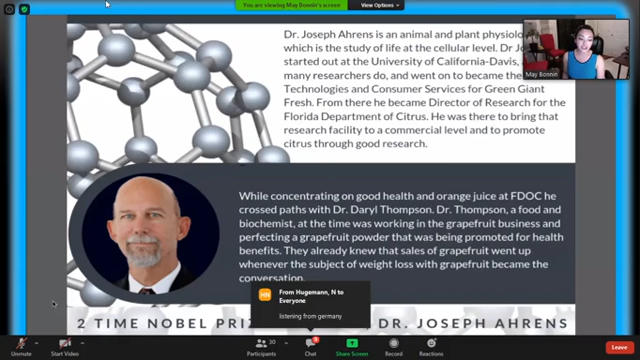 You are viewing May Bonnin's screen
View Options
Dr. Joseph Ahrens is an animal and plant physiolo
which is the study of life at the cellular level. Dr Jo
started out at the University of California-Davis,
many researchers do, and went on to became the
Technologies and Consumer Services for Green Giant
Fresh. From there he became Director of Research for the
Florida Department of Citrus. He was there to bring that
research facility to a commercial level and to promote
citrus through good research.
May Bonnin
While concentrating on good health and orange juice at FDOC he
crossed paths with Dr. Daryl Thompson. Dr. Thompson, a food and
biochemist, at the time was working in the grapefruit business and
perfecting a grapefruit powder that was being promoted for health
benefits. They already knew that sales of grapefruit went up
whenever the subject of weight loss with grapefruit became the
conversation.
HN
From Hugemann, N to
Everyone
listening from germany
2 TIME NOBEL PRIZ
DR. JOSEPH AHRENS
Unmute
Start Video
30
Participants
Chat
Share Screen
Record
Reactions
Leave